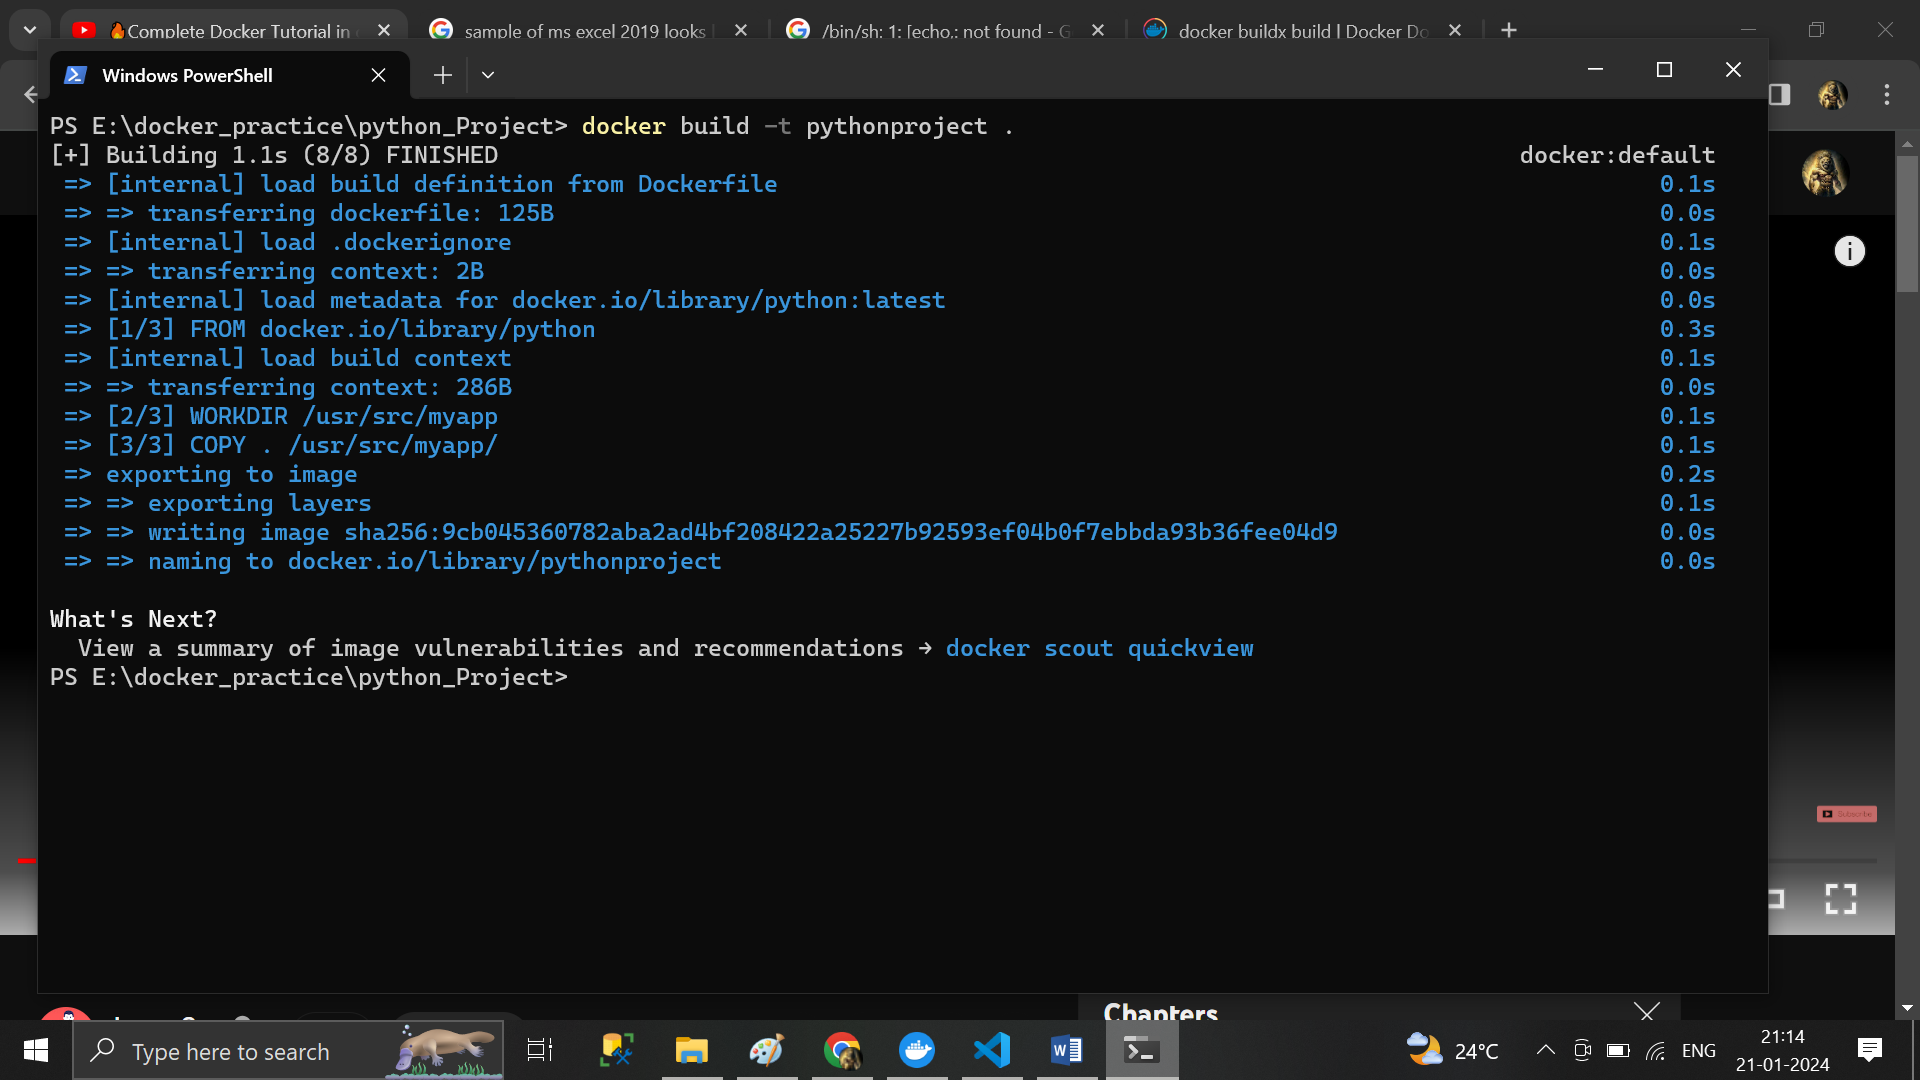 Complete Docker Tutorial in
sample of ms excel 2019 looks
/bin/sh: 1: [echo,: not found - G
docker buildx build | Docker Do
Windows PowerShell
PS E:\docker_practice\python_Project> docker build -t pythonproject .
[+] Building 1.1s (8/8) FINISHED docker:default
=> [internal] load build definition from Dockerfile 0.1s
=> => transferring dockerfile: 125B 0.0s
=> [internal] load .dockerignore 0.1s
=> => transferring context: 2B 0.0s
=> [internal] load metadata for docker.io/library/python:latest 0.0s
=> [1/3] FROM docker.io/library/python 0.3s
=> [internal] load build context 0.1s
=> => transferring context: 286B 0.0s
=> [2/3] WORKDIR /usr/src/myapp 0.1s
=> [3/3] COPY . /usr/src/myapp/ 0.1s
=> exporting to image 0.2s
=> => exporting layers 0.1s
=> => writing image sha256:9cb045360782aba2ad4bf208422a25227b92593ef04b0f7ebbda93b36fee04d9 0.0s
=> => naming to docker.io/library/pythonproject 0.0s
What's Next?
View a summary of image vulnerabilities and recommendations → docker scout quickview
PS E:\docker_practice\python_Project>
Subscribe
Chapters
Type here to search
24°C
ENG
21:14
21-01-2024